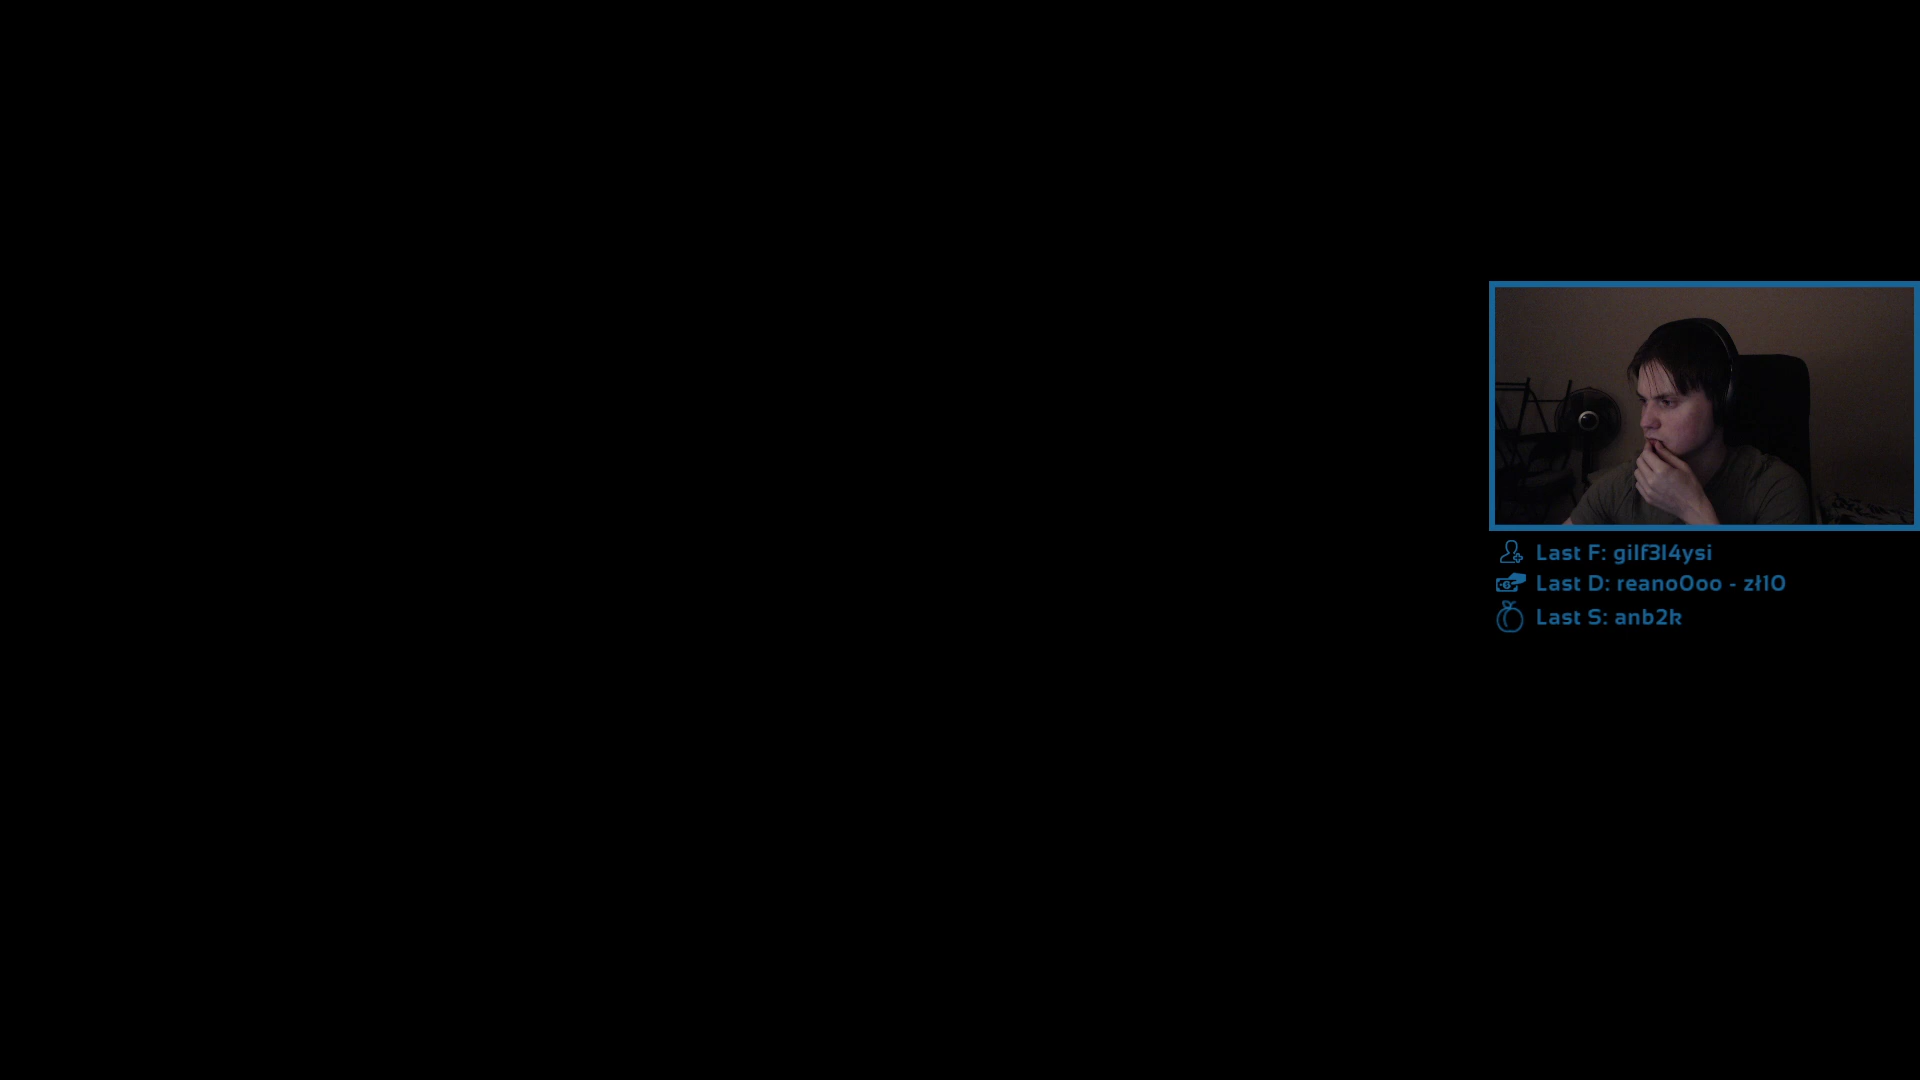 Last F: gilf3l4ysi
Last D: reano0oo - zł10
Last S: anb2k